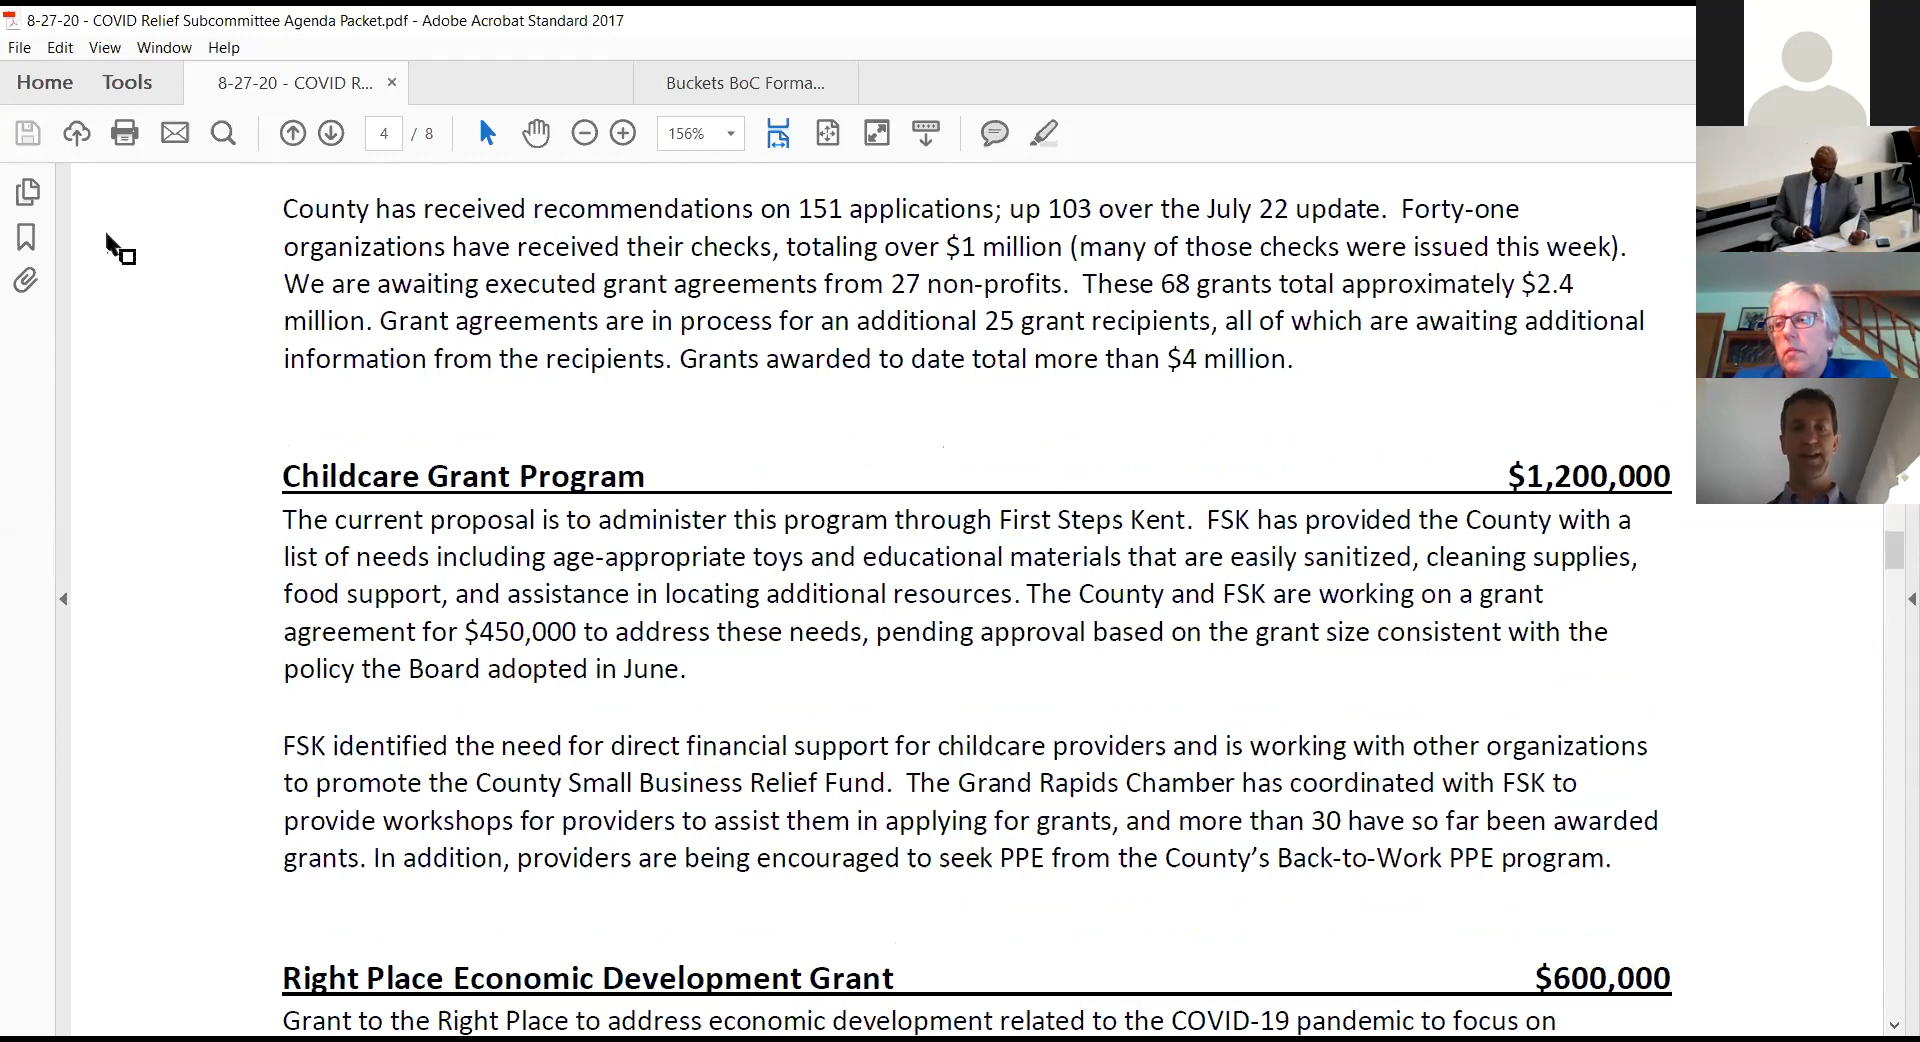 8-27-20 - COVID Relief Subcommittee Agenda Packet.pdf - Adobe Acrobat Standard 2017
File Edit View Window Help
Home Tools 8-27-20 - COVID R... × Buckets BoC Forma...
4 / 8 156%
County has received recommendations on 151 applications; up 103 over the July 22 update. Forty-one
organizations have received their checks, totaling over $1 million (many of those checks were issued this week).
We are awaiting executed grant agreements from 27 non-profits. These 68 grants total approximately $2.4
million. Grant agreements are in process for an additional 25 grant recipients, all of which are awaiting additional
information from the recipients. Grants awarded to date total more than $4 million.
Childcare Grant Program $1,200,000
The current proposal is to administer this program through First Steps Kent. FSK has provided the County with a
list of needs including age-appropriate toys and educational materials that are easily sanitized, cleaning supplies,
food support, and assistance in locating additional resources. The County and FSK are working on a grant
agreement for $450,000 to address these needs, pending approval based on the grant size consistent with the
policy the Board adopted in June.
FSK identified the need for direct financial support for childcare providers and is working with other organizations
to promote the County Small Business Relief Fund. The Grand Rapids Chamber has coordinated with FSK to
provide workshops for providers to assist them in applying for grants, and more than 30 have so far been awarded
grants. In addition, providers are being encouraged to seek PPE from the County’s Back-to-Work PPE program.
Right Place Economic Development Grant $600,000
Grant to the Right Place to address economic development related to the COVID-19 pandemic to focus on